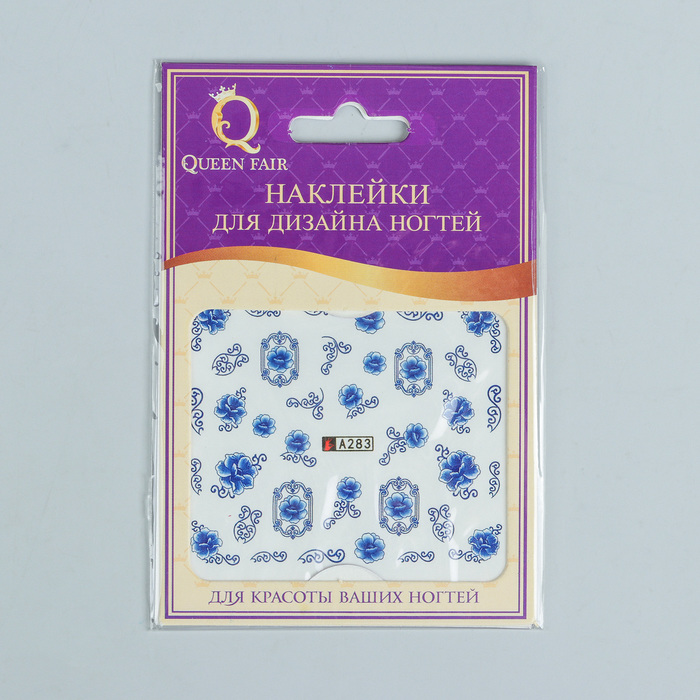 QUEEN FAIR
НАКЛЕЙКИ
ДЛЯ ДИЗАЙНА НОГТЕЙ
A283
ДЛЯ КРАСОТЫ ВАШИХ НОГТЕЙ